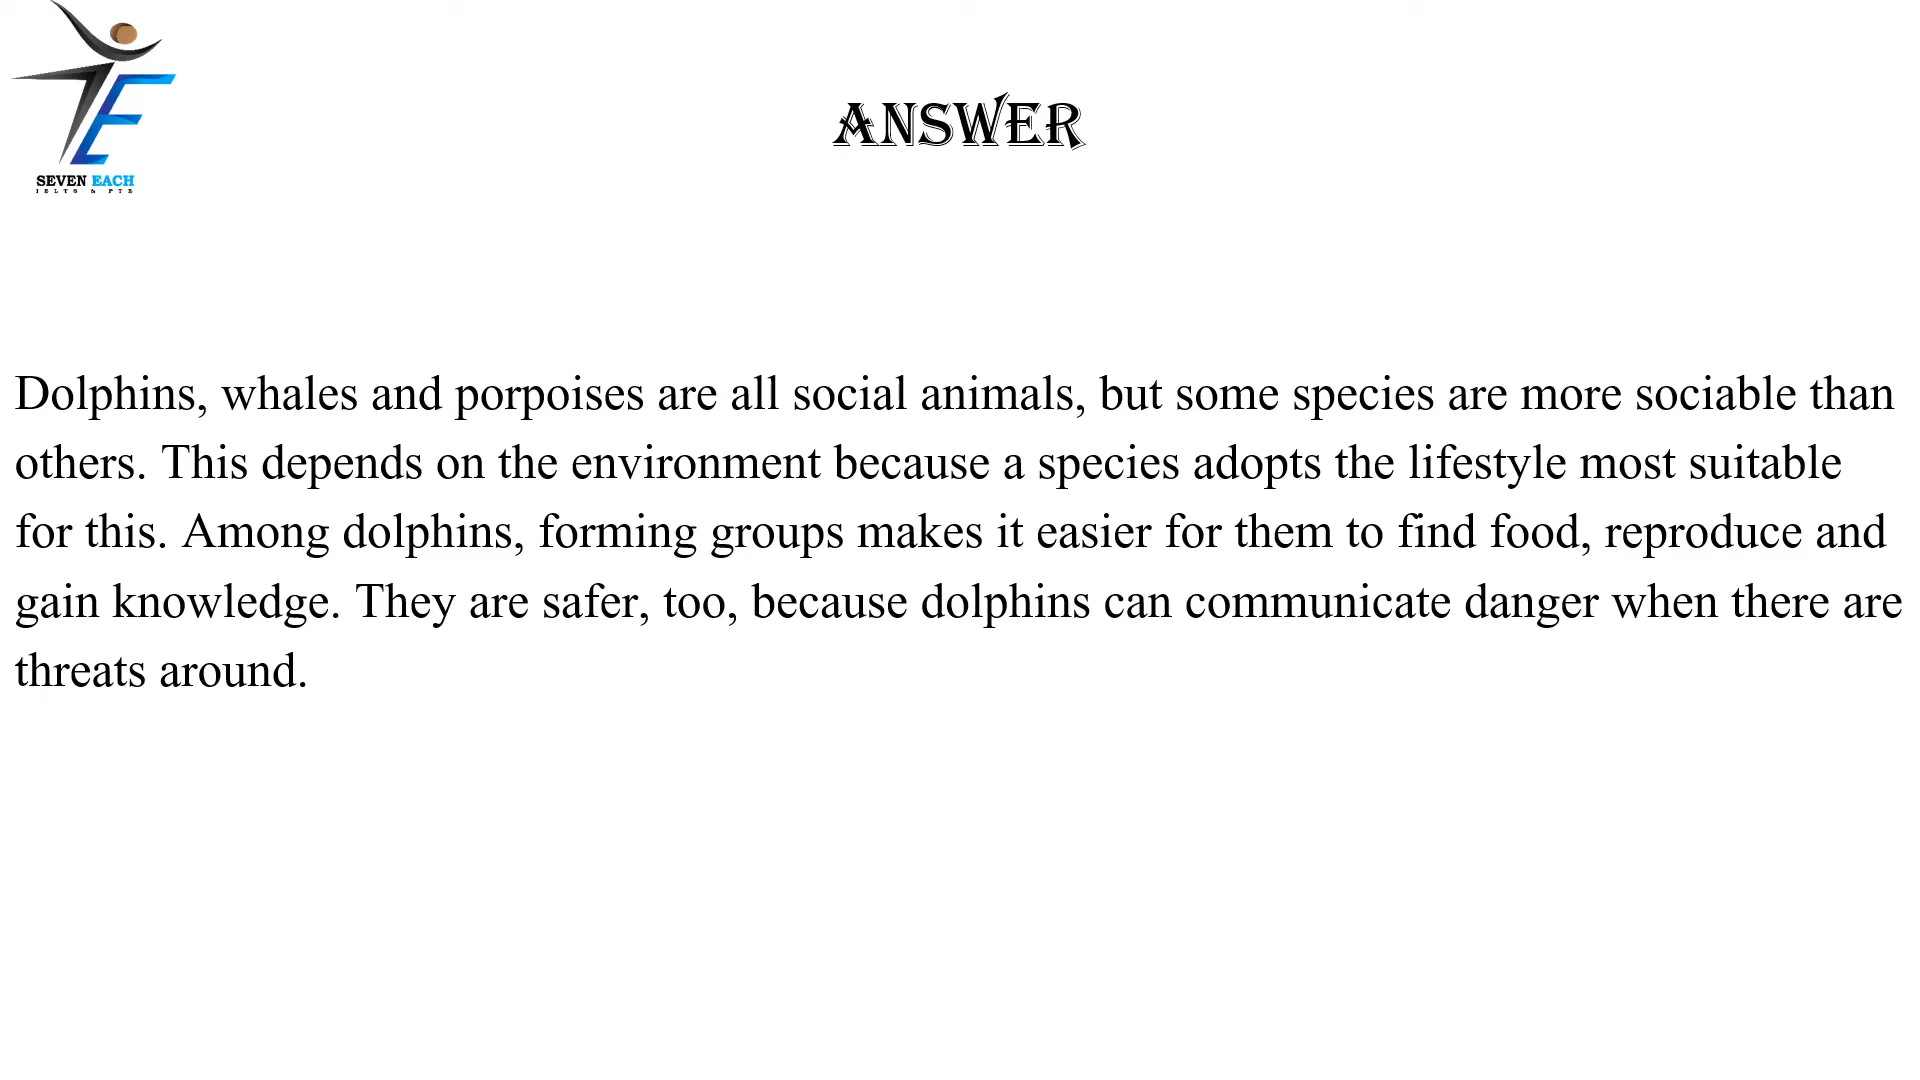 ANSWER
SEVEN EACH
IELTS & PTE
Dolphins, whales and porpoises are all social animals, but some species are more sociable than
others. This depends on the environment because a species adopts the lifestyle most suitable
for this. Among dolphins, forming groups makes it easier for them to find food, reproduce and
gain knowledge. They are safer, too, because dolphins can communicate danger when there are
threats around.